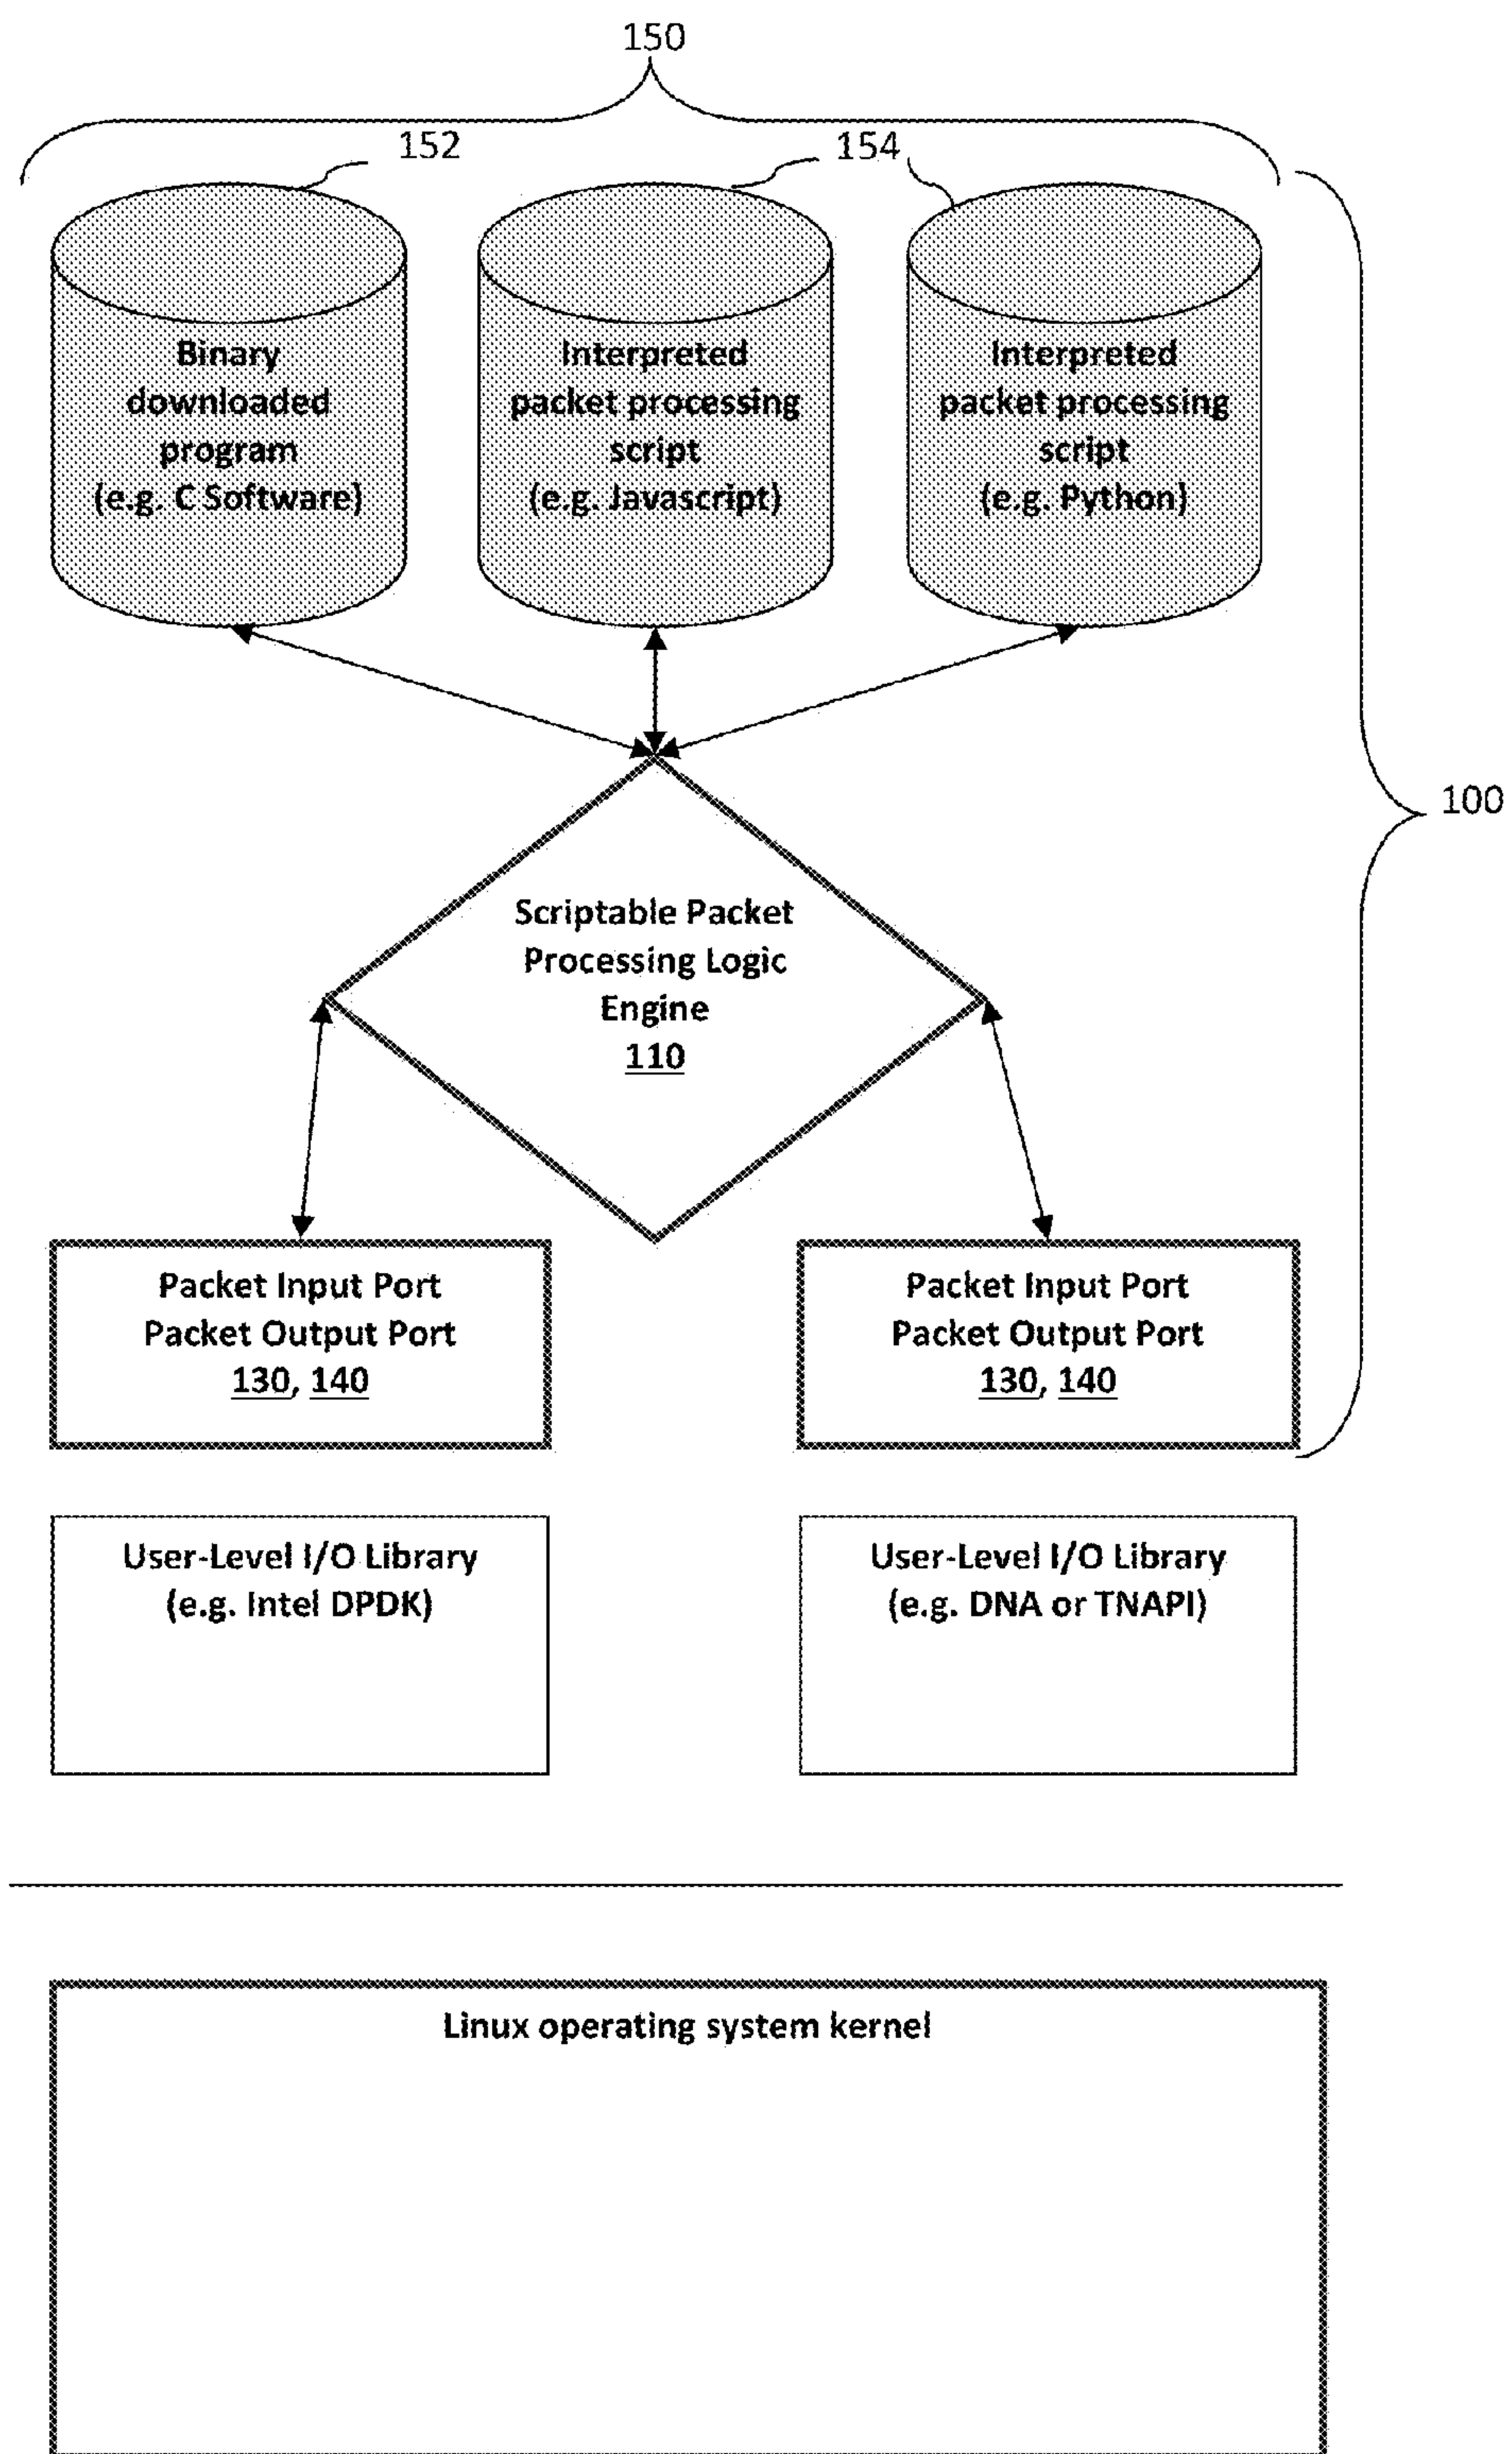 150
152
154
Binary
downloaded
program
(e.g. C Software)
Interpreted
packet processing
script
(e.g. Javascript)
Interpreted
packet processing
script
(e.g. Python)
100
Scriptable Packet
Processing Logic
Engine
110
Packet Input Port
Packet Output Port
130, 140
Packet Input Port
Packet Output Port
130, 140
User-Level I/O Library
(e.g. Intel DPDK)
User-Level I/O Library
(e.g. DNA or TNAPI)
Linux operating system kernel